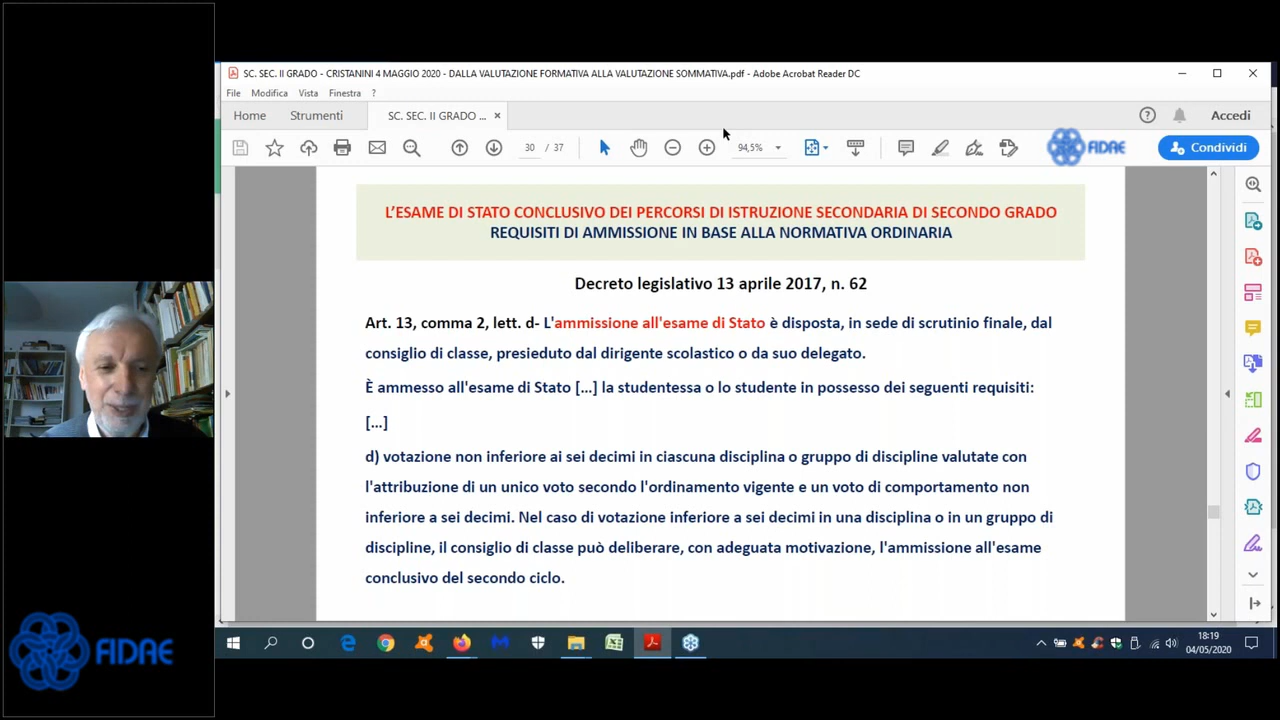 SC. SEC. II GRADO - CRISTANINI 4 MAGGIO 2020 - DALLA VALUTAZIONE FORMATIVA ALLA VALUTAZIONE SOMMATIVA.pdf - Adobe Acrobat Reader DC
File Modifica Vista Finestra ?
Home Strumenti SC. SEC. II GRADO ... × Accedi
30 / 37 94,5% FIDAE Condividi
L'ESAME DI STATO CONCLUSIVO DEI PERCORSI DI ISTRUZIONE SECONDARIA DI SECONDO GRADO
REQUISITI DI AMMISSIONE IN BASE ALLA NORMATIVA ORDINARIA
Decreto legislativo 13 aprile 2017, n. 62
Art. 13, comma 2, lett. d- L'ammissione all'esame di Stato è disposta, in sede di scrutinio finale, dal
consiglio di classe, presieduto dal dirigente scolastico o da suo delegato.
È ammesso all'esame di Stato [...] la studentessa o lo studente in possesso dei seguenti requisiti:
[...]
d) votazione non inferiore ai sei decimi in ciascuna disciplina o gruppo di discipline valutate con
l'attribuzione di un unico voto secondo l'ordinamento vigente e un voto di comportamento non
inferiore a sei decimi. Nel caso di votazione inferiore a sei decimi in una disciplina o in un gruppo di
discipline, il consiglio di classe può deliberare, con adeguata motivazione, l'ammissione all'esame
conclusivo del secondo ciclo.
FIDAE
18:19
04/05/2020